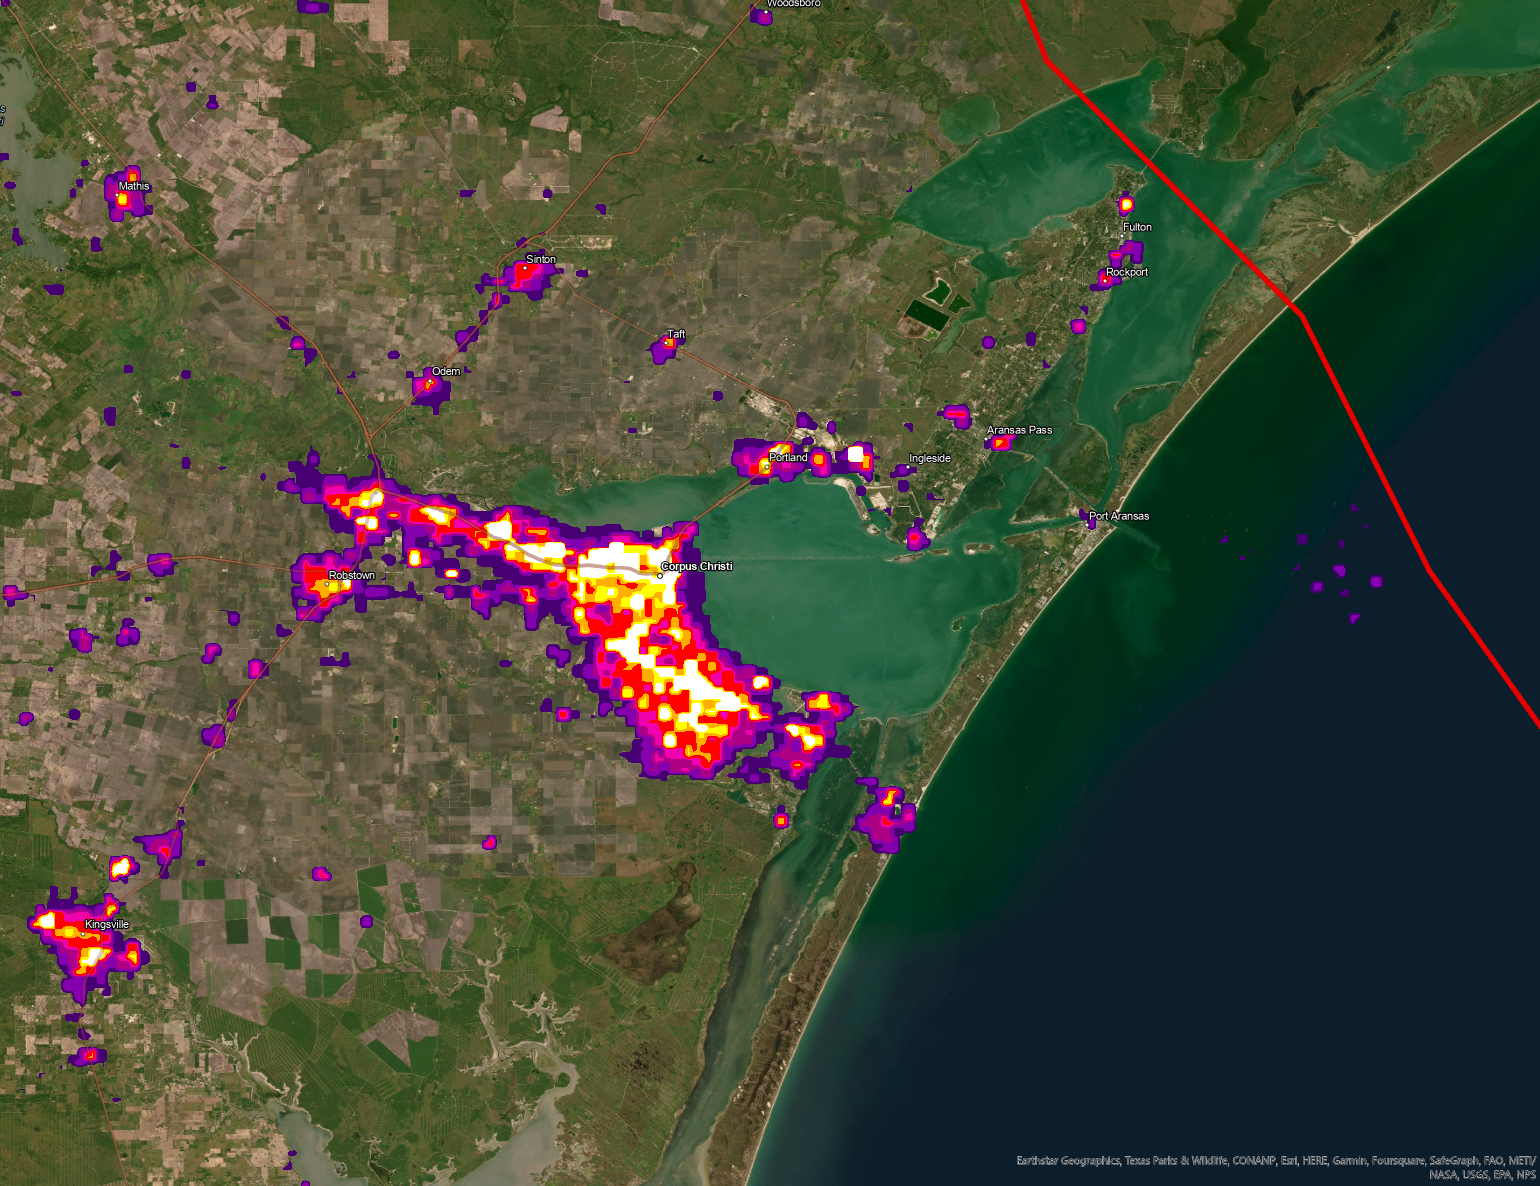 Woodsboro
s
i
Mathis
Fulton
Sinton
Rockport
Taft
Odem
Aransas Pass
Portland
Ingleside
Port Aransas
Corpus Christi
Robstown
Kingsville
Earthstar Geographics, Texas Parks & Wildlife, CONANP, Esri, HERE, Garmin, Foursquare, SafeGraph, FAO, METI/
NASA, USGS, EPA, NPS